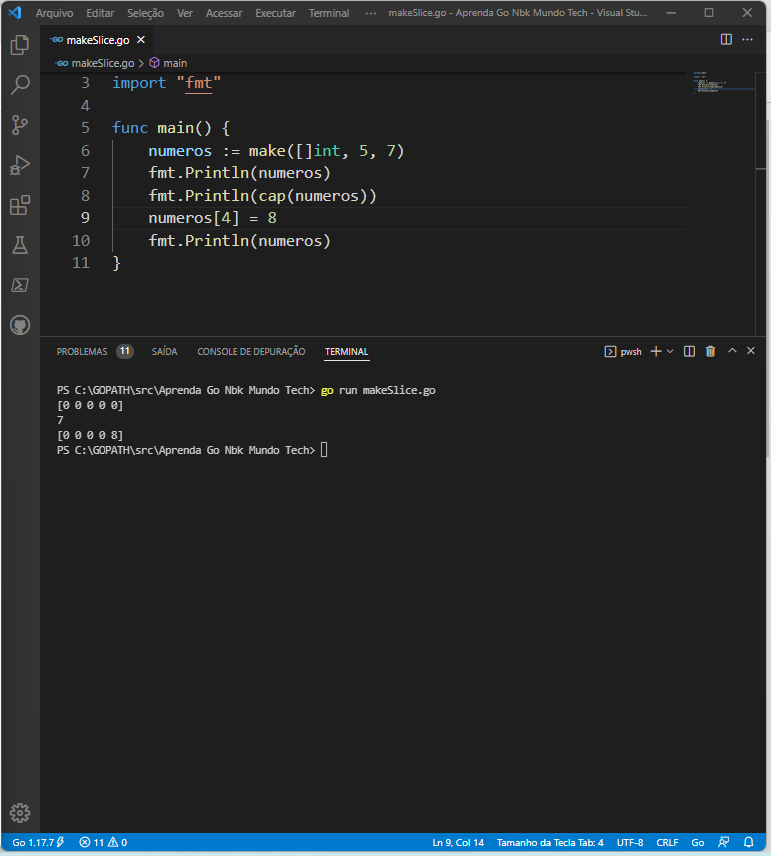 Arquivo Editar Seleção Ver Acessar Executar Terminal ··· makeSlice.go - Aprenda Go Nbk Mundo Tech - Visual Stu...
GO makeSlice.go
GO makeSlice.go > main
3 import "fmt"
4
5 func main() {
6 numeros := make([]int, 5, 7)
7 fmt.Println(numeros)
8 fmt.Println(cap(numeros))
9 numeros[4] = 8
10 fmt.Println(numeros)
11 }
PROBLEMAS 11 SAÍDA CONSOLE DE DEPURAÇÃO TERMINAL pwsh
PS C:\GOPATH\src\Aprenda Go Nbk Mundo Tech> go run makeSlice.go
[0 0 0 0 0]
7
[0 0 0 0 8]
PS C:\GOPATH\src\Aprenda Go Nbk Mundo Tech>
Go 1.17.7 11 0 Ln 9, Col 14 Tamanho da Tecla Tab: 4 UTF-8 CRLF Go